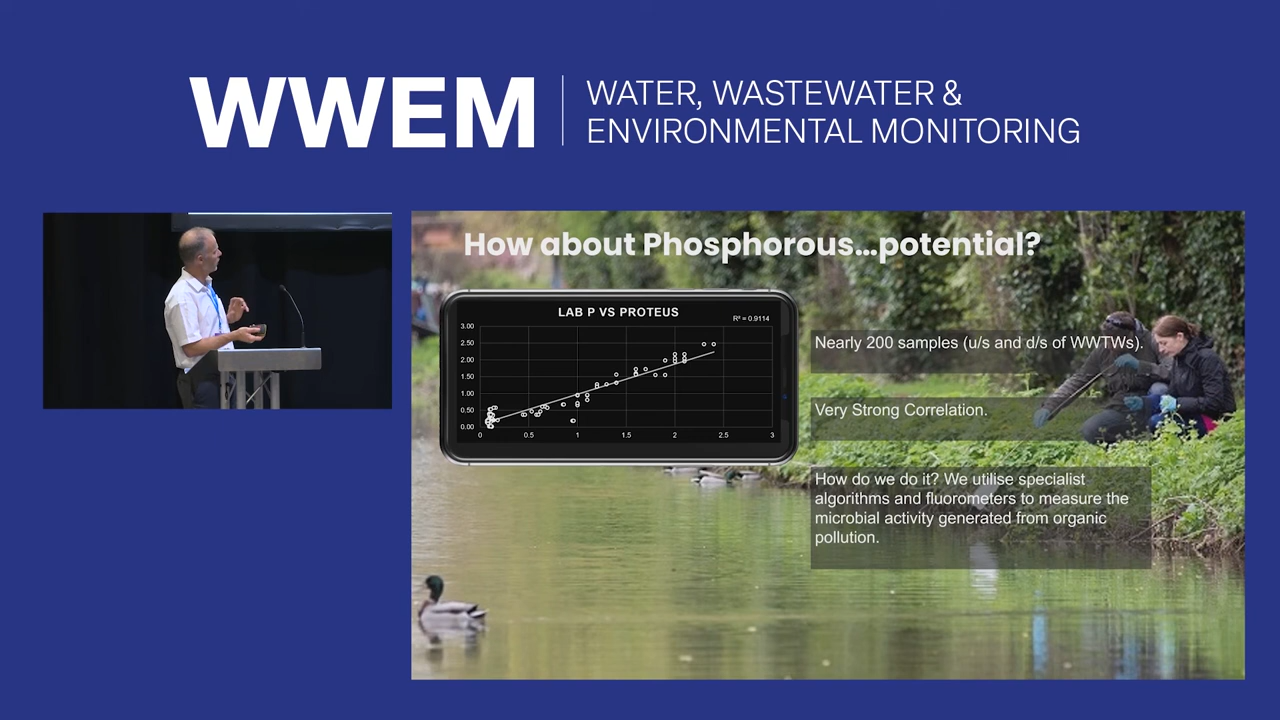 WWEM
WATER, WASTEWATER &
ENVIRONMENTAL MONITORING
How about Phosphorous...potential?
LAB P VS PROTEUS
R² = 0.9114
3.00
2.50
2.00
1.50
1.00
0.50
0.00
0 0.5 1 1.5 2 2.5 3
Nearly 200 samples (u/s and d/s of WWTWs).
Very Strong Correlation.
How do we do it? We utilise specialist
algorithms and fluorometers to measure the
microbial activity generated from organic
pollution.